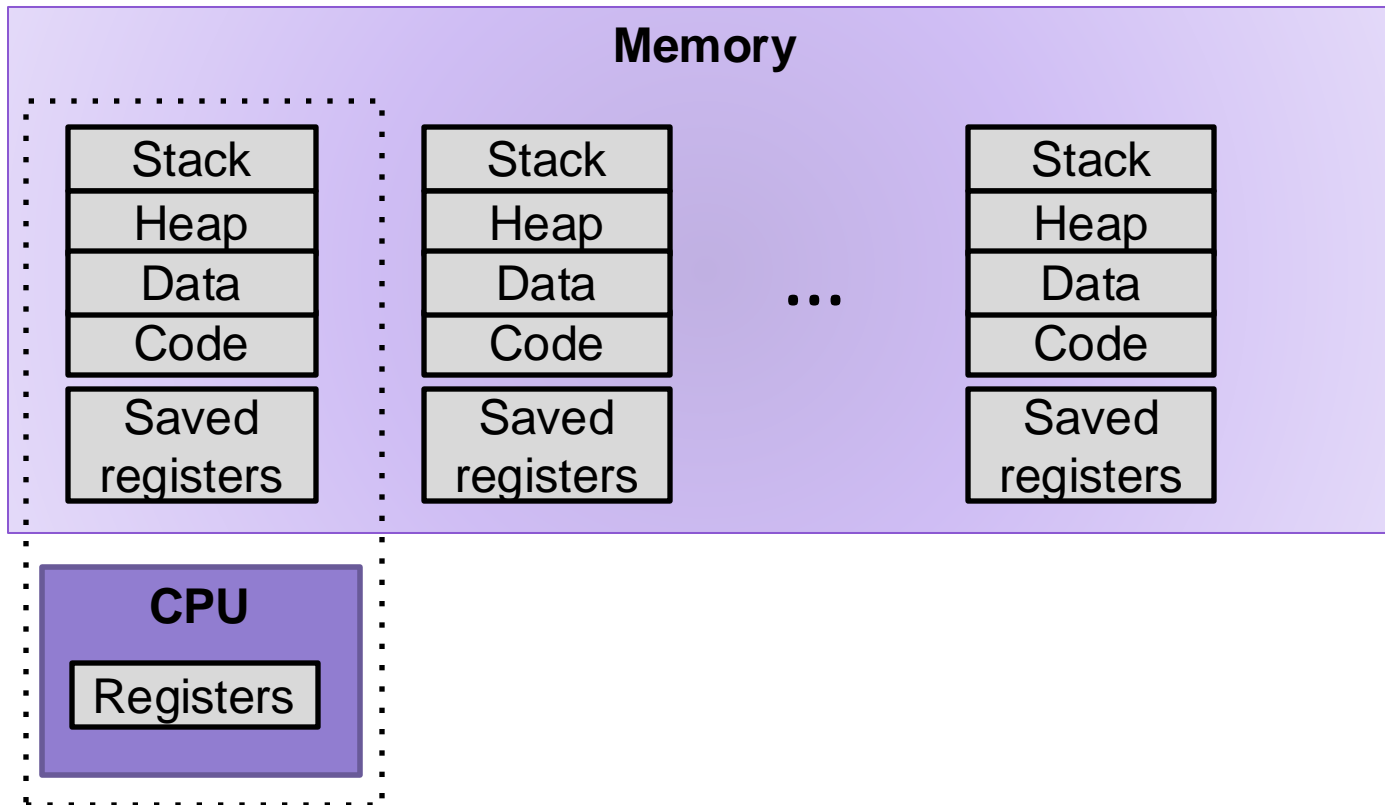 Memory
Stack
Heap
Data
Code
Saved
registers
Stack
Heap
Data
Code
Saved
registers
...
Stack
Heap
Data
Code
Saved
registers
CPU
Registers